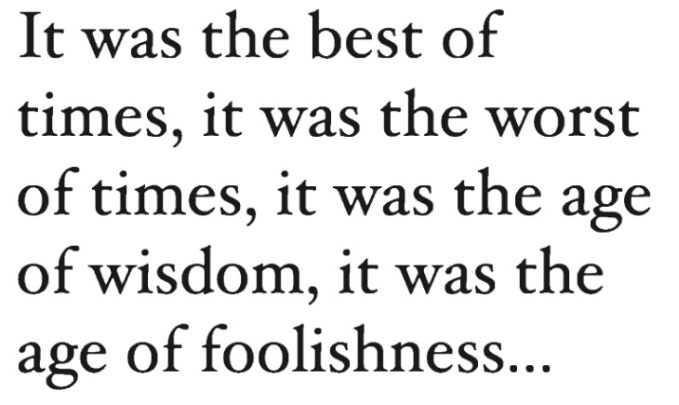 It was the best of
times, it was the worst
of times, it was the age
of wisdom, it was the
age of foolishness...